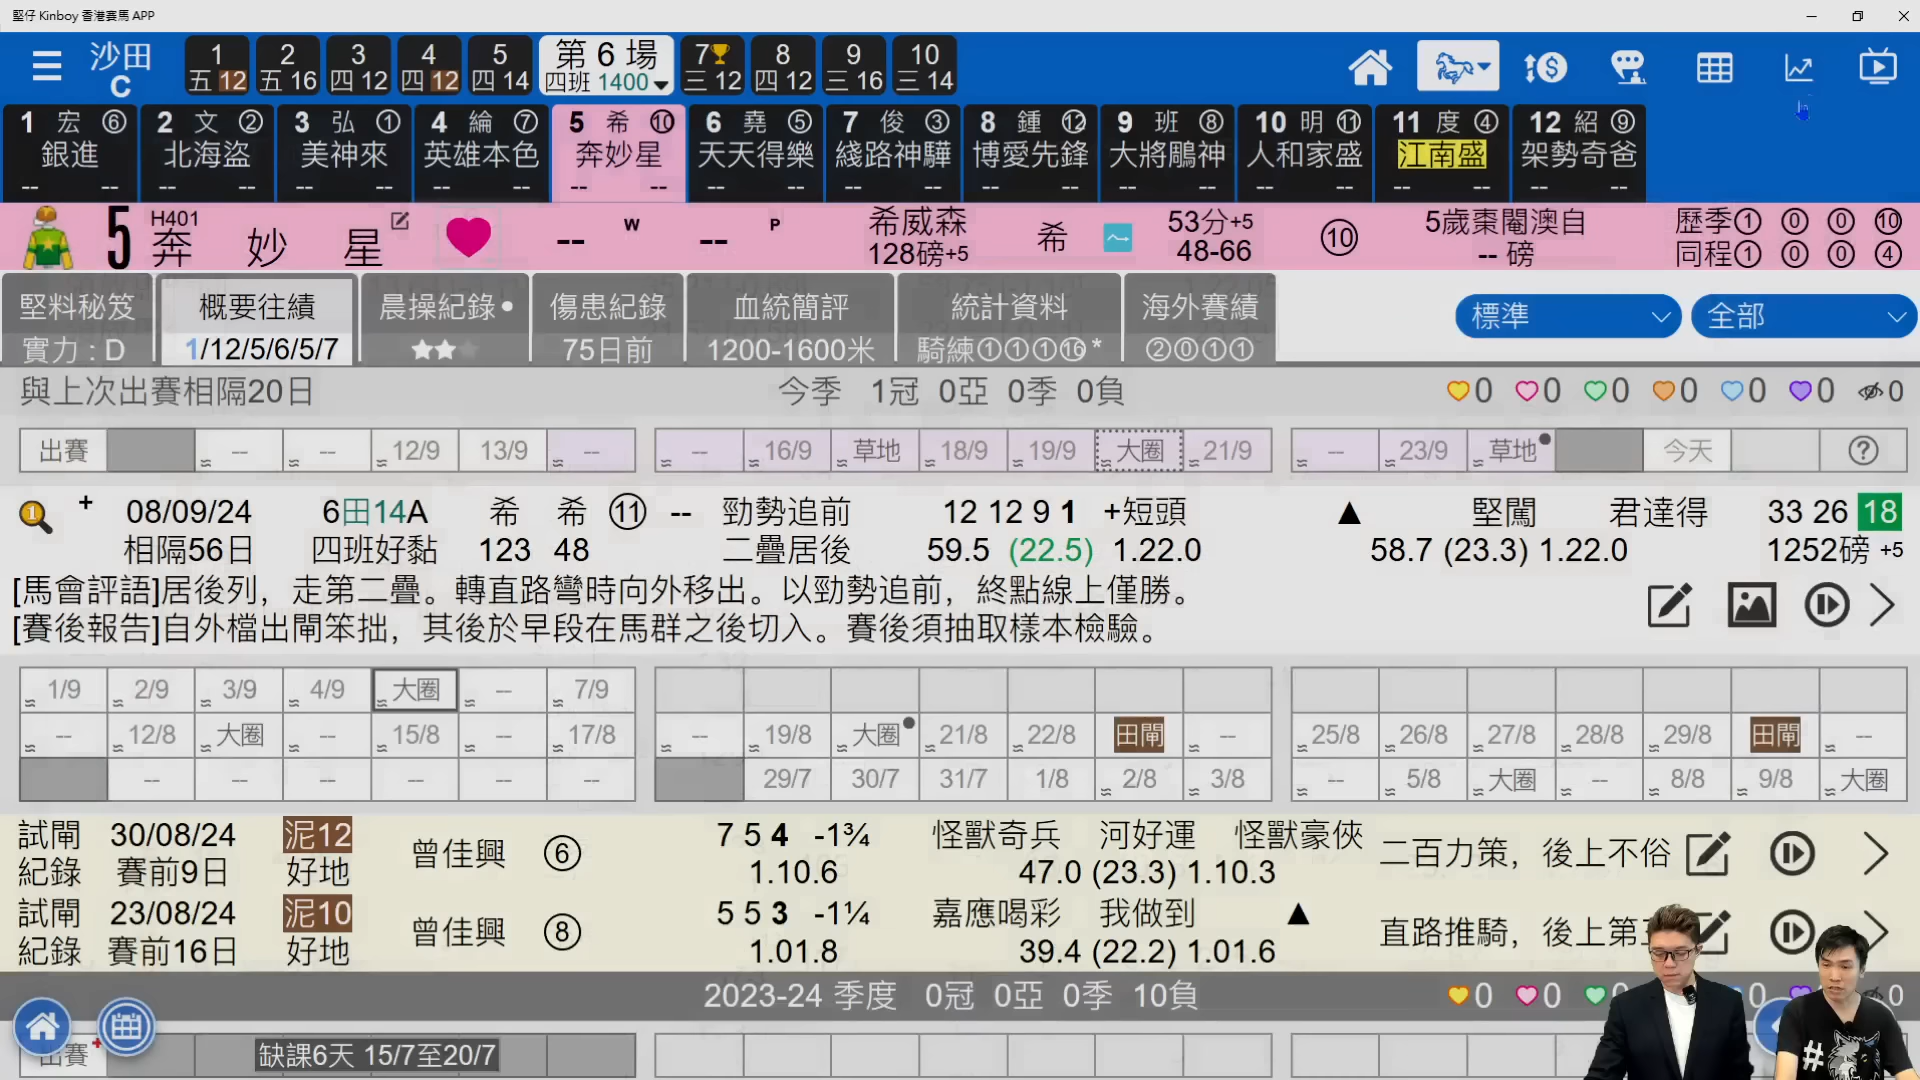 堅仔 Kinboy 香港賽馬 APP
沙田 C
1 五 12
2 五 16
3 四 12
4 四 12
5 四 14
第 6 場 四班 1400
7 三 12
8 四 12
9 三 16
10 三 14
1 宏 ⑥ 銀進 -- --
2 文 ② 北海盜 -- --
3 弘 ① 美神來 -- --
4 綸 ⑦ 英雄本色 -- --
5 希 ⑩ 奔妙星 -- --
6 堯 ⑤ 天天得樂 -- --
7 俊 ③ 綫路神驊 -- --
8 鍾 ⑫ 博愛先鋒 -- --
9 班 ⑧ 大將鵰神 -- --
10 明 ⑪ 人和家盛 -- --
11 度 ④ 江南盛 -- --
12 紹 ⑨ 架勢奇爸 -- --
5 H401 奔 妙 星 -- W -- P 希威森 希 53分+5 ⑩ 5歲棗閹澳自 歷季① ⓪ ⓪ ⑩
128磅+5 48-66 -- 磅 同程① ⓪ ⓪ ④
堅料秘笈 概要往績 晨操紀錄● 傷患紀錄 血統簡評 統計資料 海外賽績 標準 全部
實力 : D 1/12/5/6/5/7 ★★★ 75日前 1200-1600米 騎練①①①⑯* ②⓪①①
與上次出賽相隔20日 今季 1冠 0亞 0季 0負 0 0 0 0 0 0 0
出賽 -- -- 12/9 13/9 -- -- 16/9 草地 18/9 19/9 大圈 21/9 -- 23/9 草地 今天 ?
1 + 08/09/24 6田14A 希 希 ⑪ -- 勁勢追前 12 12 9 1 +短頭 ▲ 堅闖 君達得 33 26 18
相隔56日 四班好黏 123 48 二疊居後 59.5 (22.5) 1.22.0 58.7 (23.3) 1.22.0 1252磅 +5
[馬會評語]居後列，走第二疊。轉直路彎時向外移出。以勁勢追前，終點線上僅勝。
[賽後報告]自外檔出閘笨拙，其後於早段在馬群之後切入。賽後須抽取樣本檢驗。
1/9 2/9 3/9 4/9 大圈 -- 7/9
-- 12/8 大圈 -- 15/8 -- 17/8 -- 19/8 大圈 21/8 22/8 田閘 -- 25/8 26/8 27/8 28/8 29/8 田閘 --
-- -- -- -- -- -- 29/7 30/7 31/7 1/8 2/8 3/8 -- 5/8 大圈 -- 8/8 9/8 大圈
試閘 30/08/24 泥12 曾佳興 ⑥ 7 5 4 -1¾ 怪獸奇兵 河好運 怪獸豪俠 二百力策，後上不俗
紀錄 賽前9日 好地 1.10.6 47.0 (23.3) 1.10.3
試閘 23/08/24 泥10 曾佳興 ⑧ 5 5 3 -1¼ 嘉應喝彩 我做到 ▲ 直路推騎，後上第
紀錄 賽前16日 好地 1.01.8 39.4 (22.2) 1.01.6
2023-24 季度 0冠 0亞 0季 10負 0 0 0 0
出賽 缺課6天 15/7至20/7
#